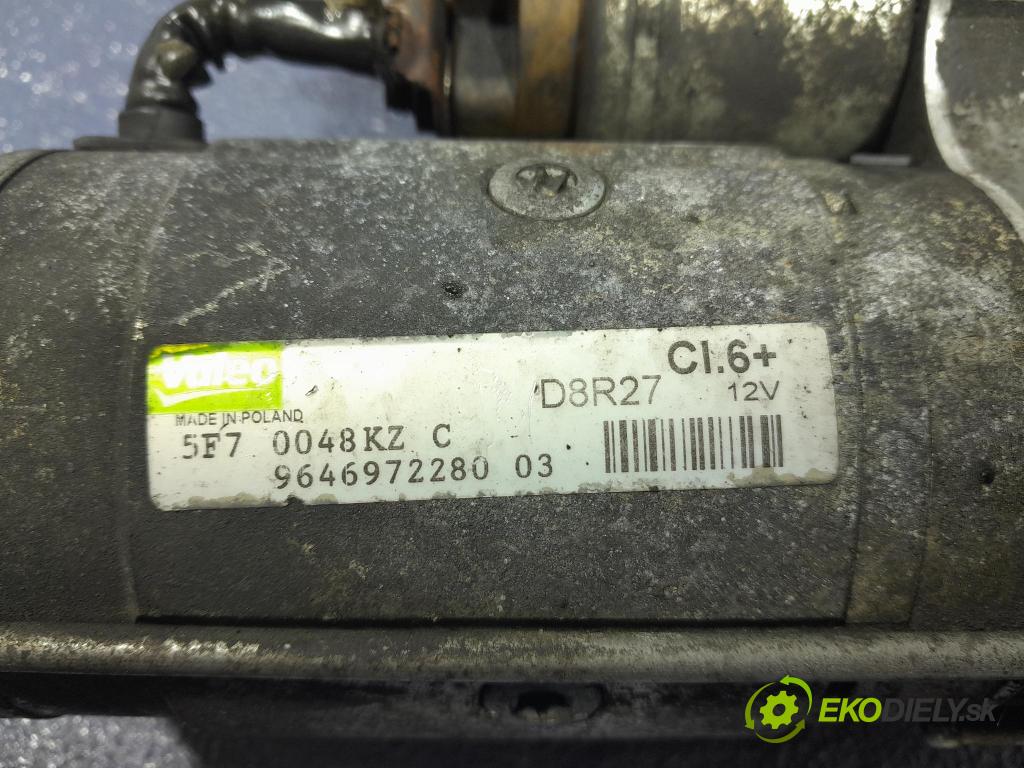 Valeo
Cl.6+
D8R27 12V
MADE IN POLAND
5F7 0048KZ C
9646972280 03
EKODIELY.sk